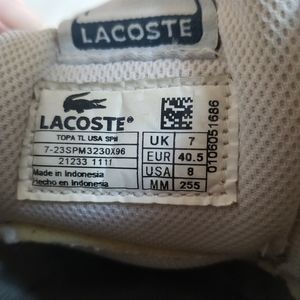 LACOSTE
LACOSTE
TOPA TL USA SPM
7-23SPM3230X96
21233 1111
Made in Indonesia
Hecho en Indonesia
UK 7
EUR 40.5
USA 8
MM 255
0106051686